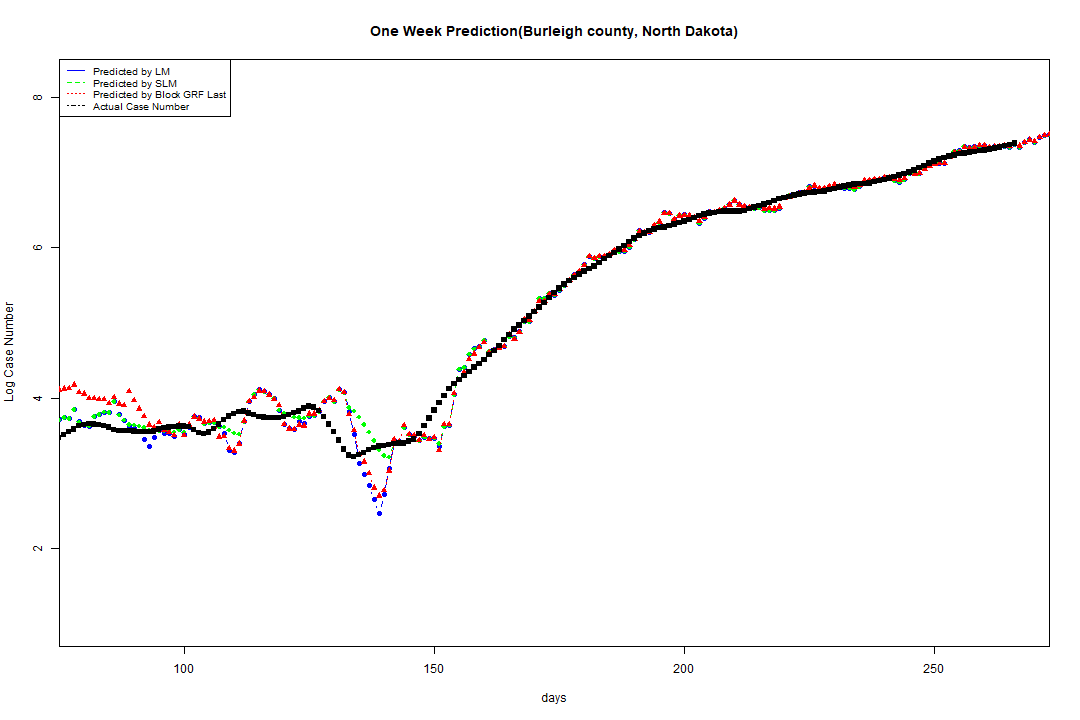 One Week Prediction(Burleigh county, North Dakota)
Predicted by LM
Predicted by SLM
Predicted by Block GRF Last
Actual Case Number
8
6
4
2
Log Case Number
100
150
200
250
days